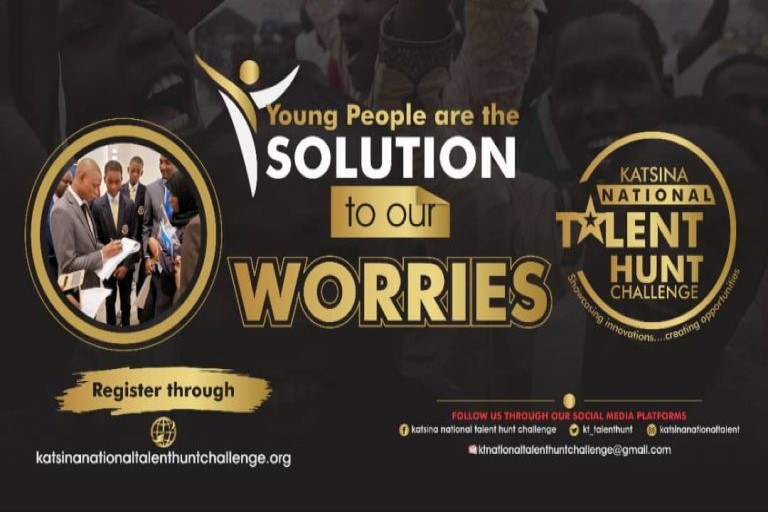 Young People are the
SOLUTION
to our
WORRIES
KATSINA
NATIONAL
TALENT
HUNT
CHALLENGE
Showcasing innovations....creating opportunities
Register through
katsinanationaltalenthuntchallenge.org
FOLLOW US THROUGH OUR SOCIAL MEDIA PLATFORMS
katsina national talent hunt challenge kt_talenthunt katsinanationaltalent
ktnationaltalenthuntchallenge@gmail.com